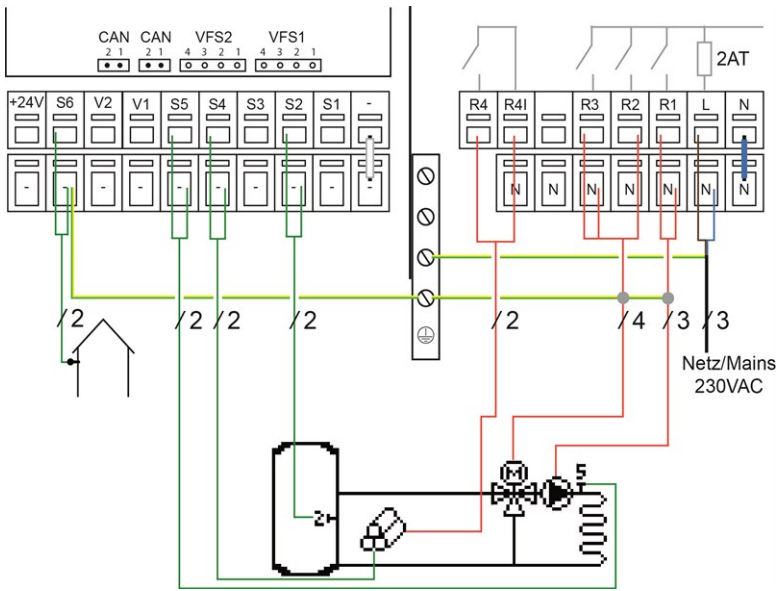 CAN CAN VFS2 VFS1
2 1 2 1 4 3 2 1 4 3 2 1
2AT
+24V S6 V2 V1 S5 S4 S3 S2 S1 - R4 R4I R3 R2 R1 L N
- - - - - - - - - - N N N N N N N
/2 /2 /2 /2 /2 /4 /3 /3
Netz/Mains
230VAC
M 5
2